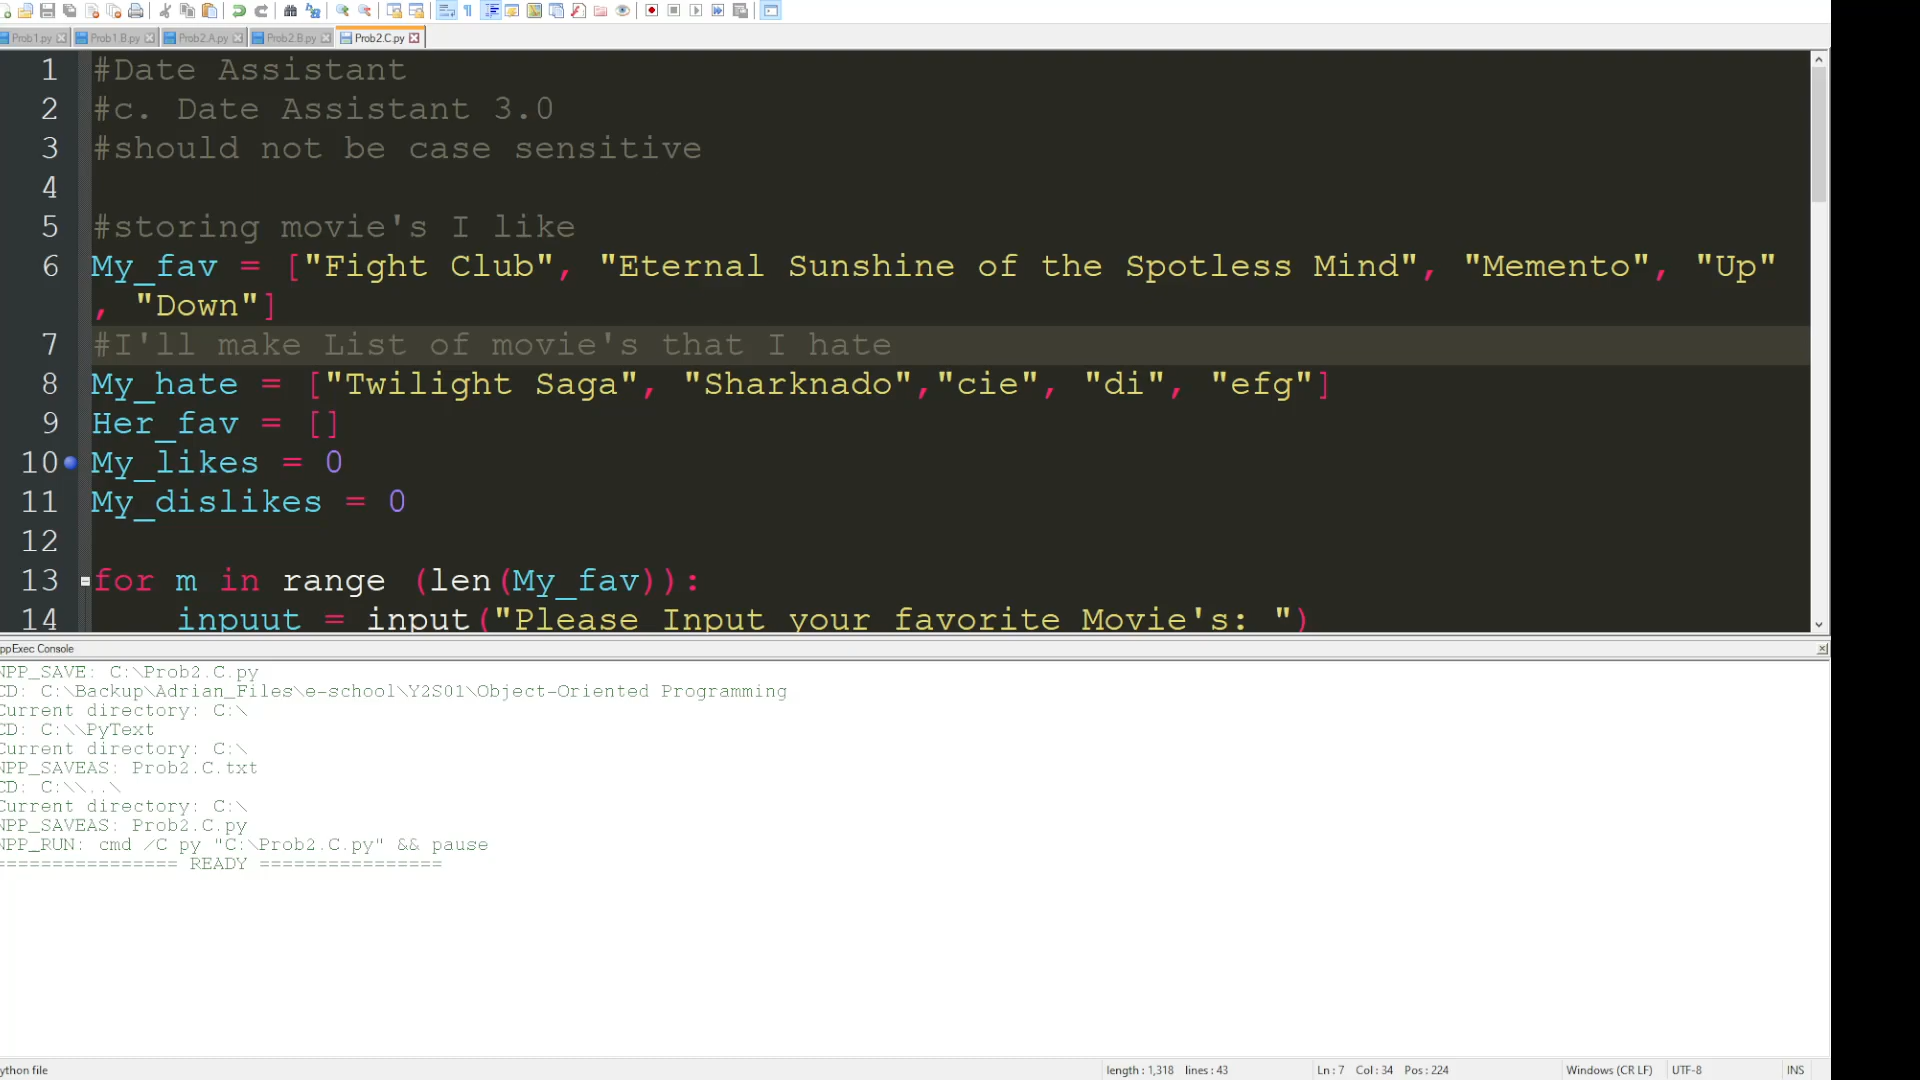 Prob1.py Prob1.B.py Prob2.A.py Prob2.B.py Prob2.C.py
1 #Date Assistant
2 #c. Date Assistant 3.0
3 #should not be case sensitive
4
5 #storing movie's I like
6 My_fav = ["Fight Club", "Eternal Sunshine of the Spotless Mind", "Memento", "Up"
, "Down"]
7 #I'll make List of movie's that I hate
8 My_hate = ["Twilight Saga", "Sharknado","cie", "di", "efg"]
9 Her_fav = []
10 My_likes = 0
11 My_dislikes = 0
12
13 for m in range (len(My_fav)):
14 inpuut = input("Please Input your favorite Movie's: ")
ppExec Console
NPP_SAVE: C:\Prob2.C.py
CD: C:\Backup\Adrian_Files\e-school\Y2S01\Object-Oriented Programming
Current directory: C:\
CD: C:\\PyText
Current directory: C:\
NPP_SAVEAS: Prob2.C.txt
CD: C:\\..\
Current directory: C:\
NPP_SAVEAS: Prob2.C.py
NPP_RUN: cmd /C py "C:\Prob2.C.py" && pause
================ READY ================
ython file length : 1,318 lines : 43 Ln : 7 Col : 34 Pos : 224 Windows (CR LF) UTF-8 INS